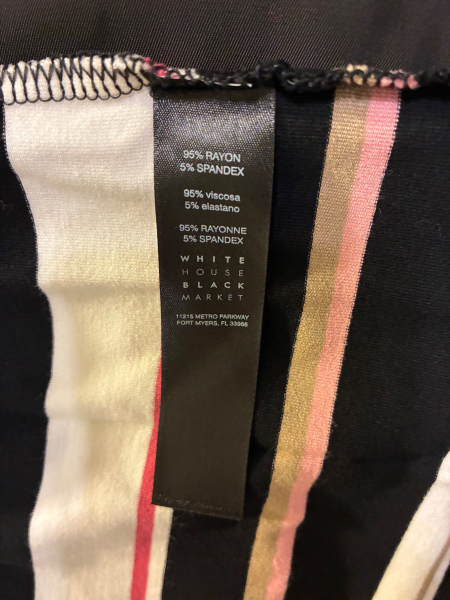 95% RAYON
5% SPANDEX
95% viscosa
5% elastano
95% RAYONNE
5% SPANDEX
WHITE
HOUSE
BLACK
MARKET
11215 METRO PARKWAY
FORT MYERS, FL 33966